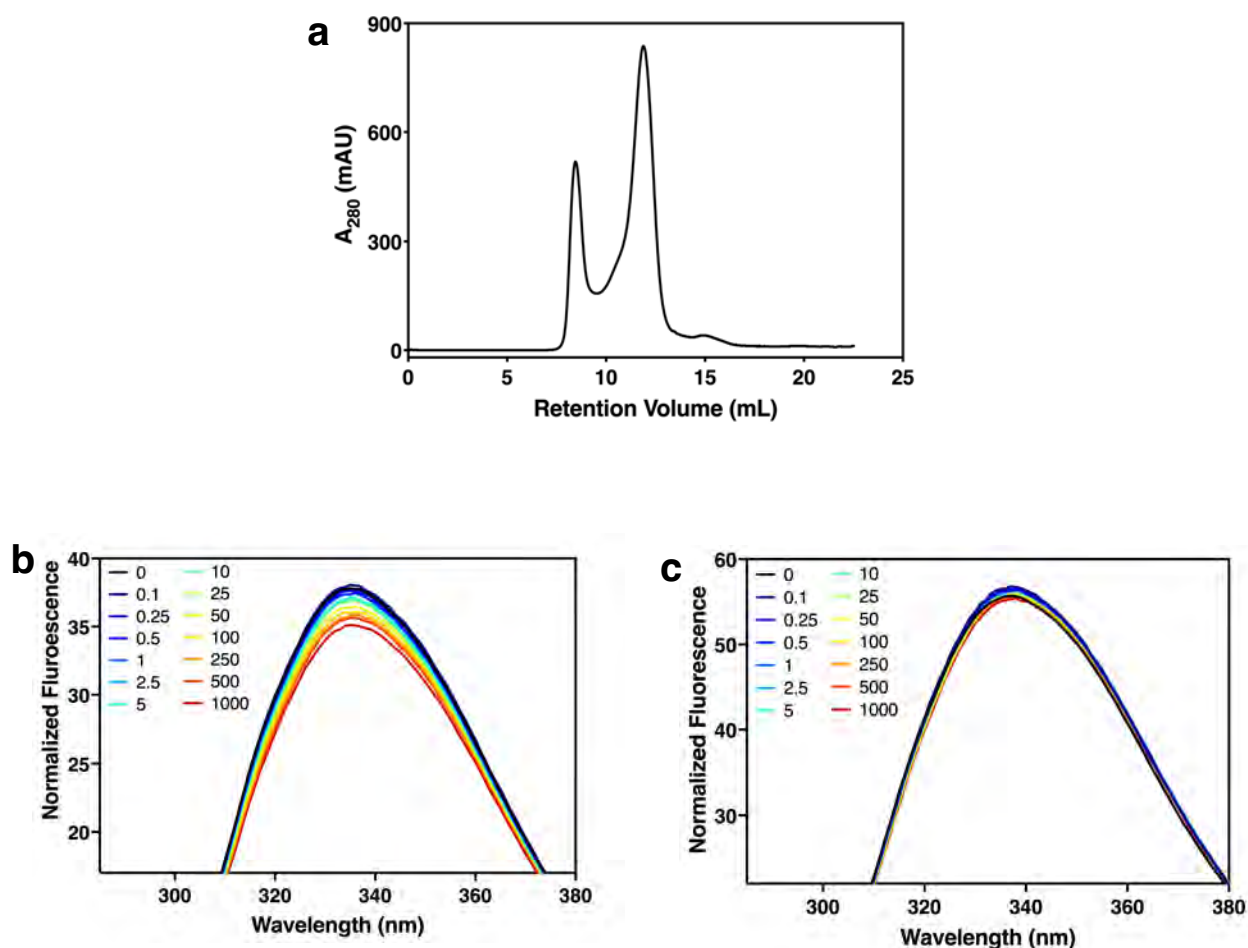 a
900
600
300
0
A280 (mAU)
0 5 10 15 20 25
Retention Volume (mL)
b
40
35
30
25
20
Normalized Fluroescence
0 10
0.1 25
0.25 50
0.5 100
1 250
2.5 500
5 1000
300 320 340 360 380
Wavelength (nm)
c
60
50
40
30
Normalized Fluorescence
0 10
0.1 25
0.25 50
0.5 100
1 250
2.5 500
5 1000
300 320 340 360 380
Wavelength (nm)